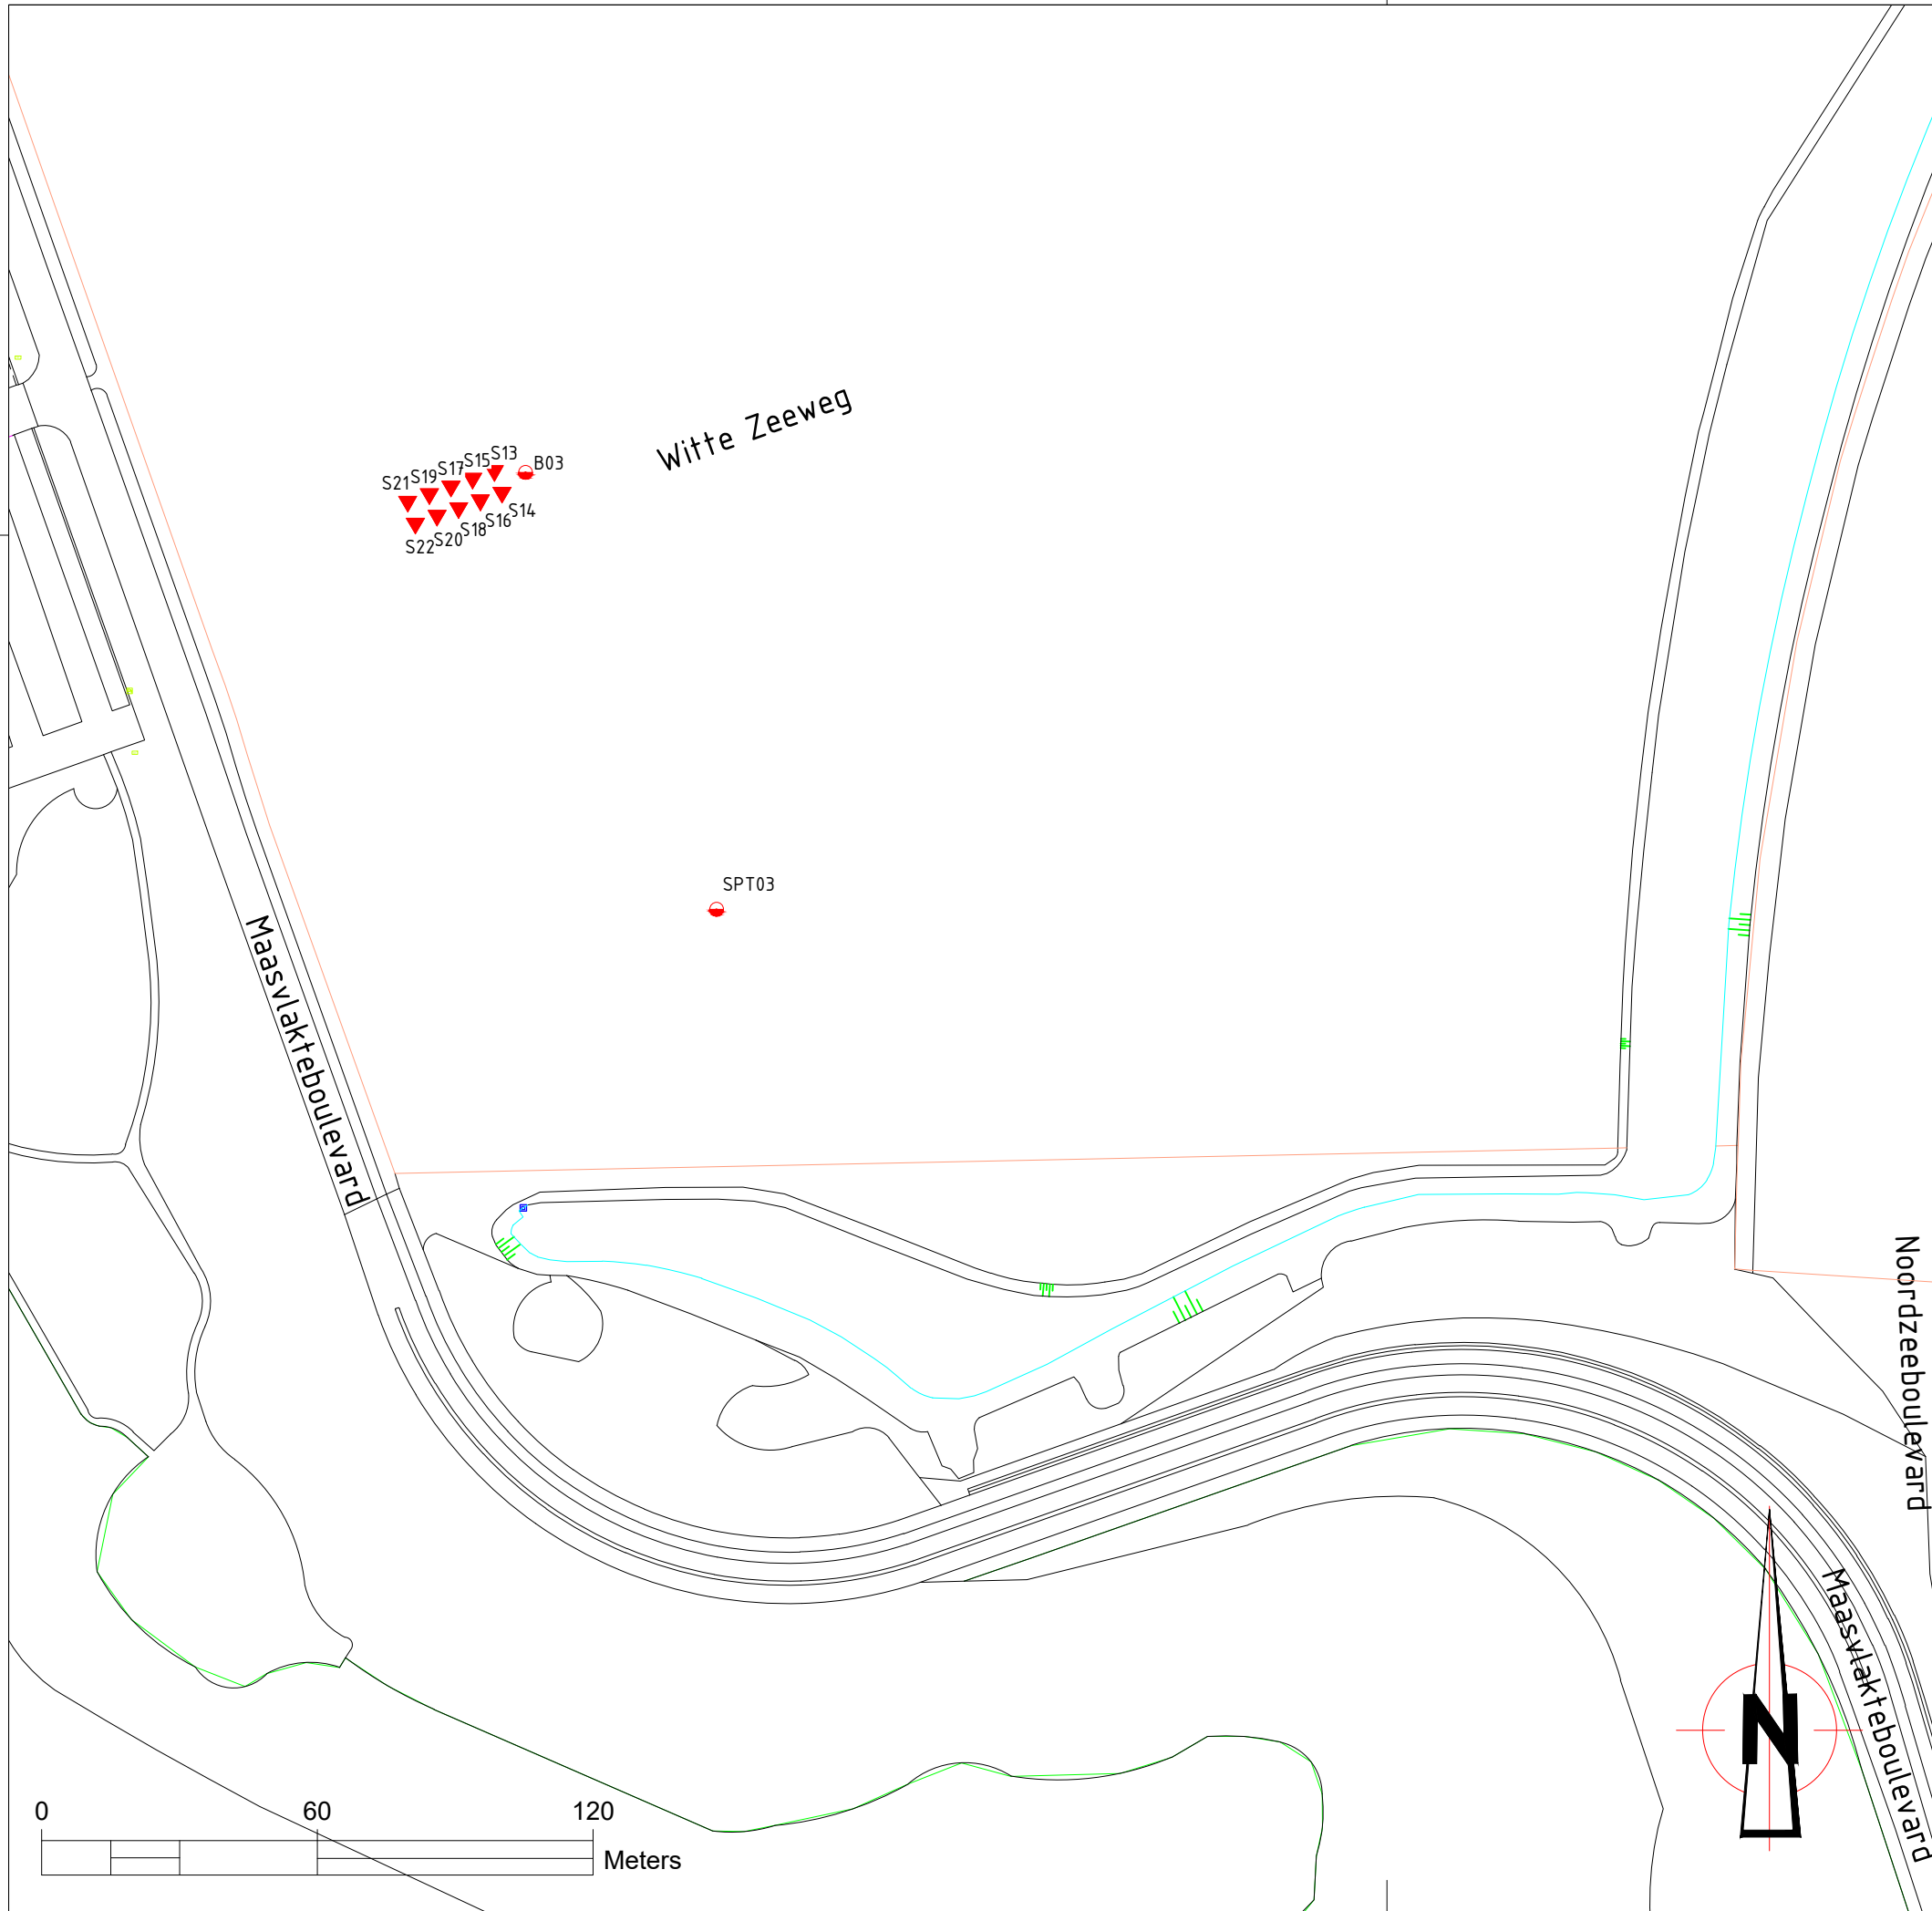 Witte Zeeweg
S21 S19 S17 S15 S13 B03
S22 S20 S18 S16 S14
SPT03
Maasvlakteboulevard
Noordzeeboulevard
Maasvlakteboulevard
N
0 60 120
Meters